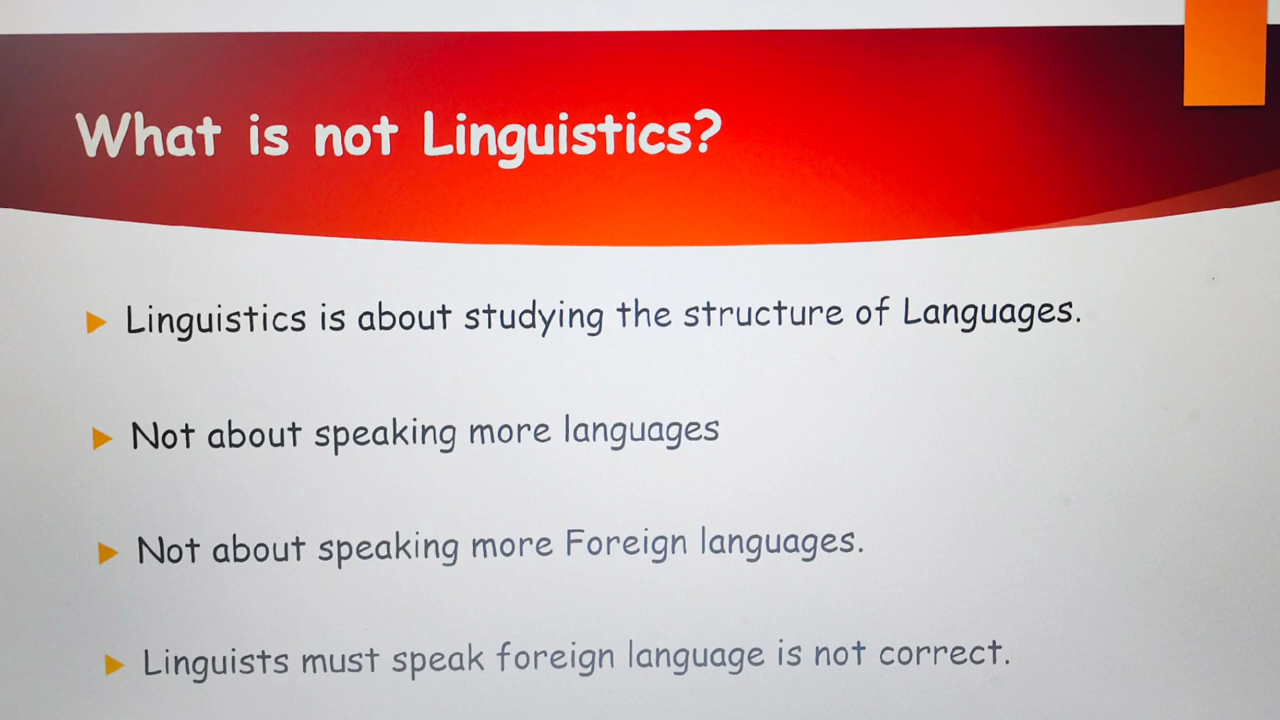 What is not Linguistics?
Linguistics is about studying the structure of Languages.
Not about speaking more languages
Not about speaking more Foreign languages.
Linguists must speak foreign language is not correct.